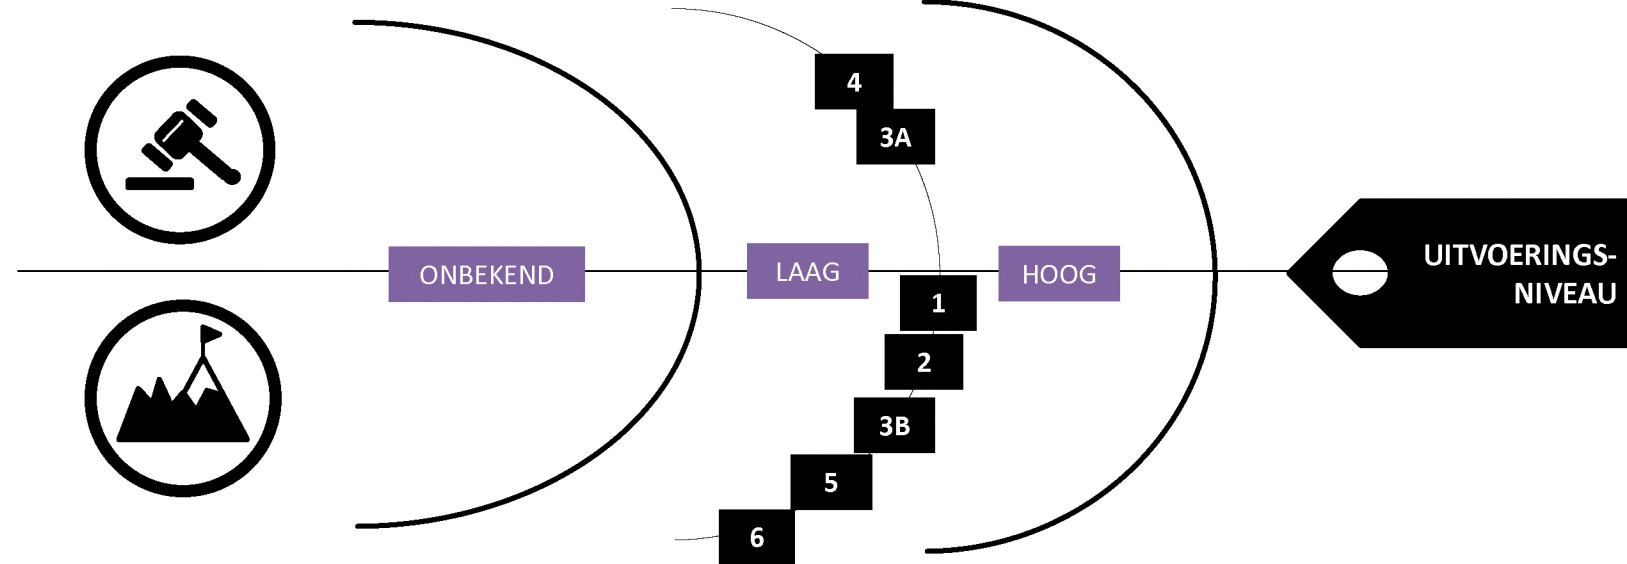 4
3A
ONBEKEND
LAAG
HOOG
UITVOERINGS-
NIVEAU
1
2
3B
5
6